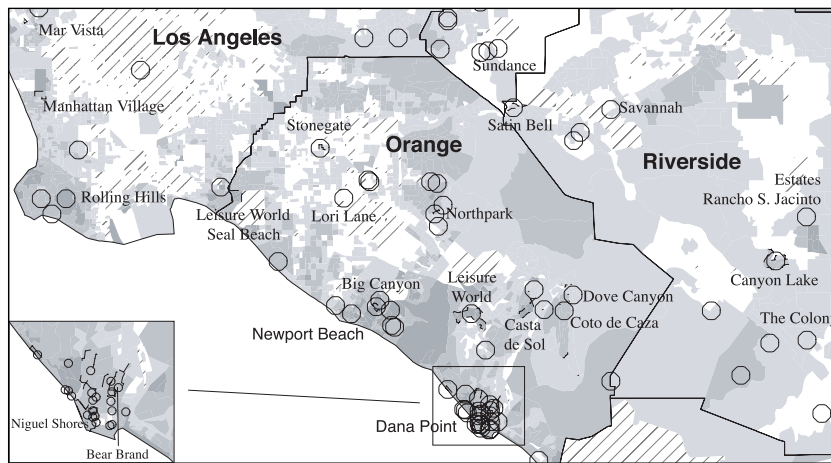 Mar Vista
Los Angeles
Sundance
Manhattan Village
Stonegate
Satin Bell
Savannah
Orange
Riverside
Estates
Rancho S. Jacinto
Rolling Hills
Leisure World
Seal Beach
Lori Lane
Northpark
Canyon Lake
Big Canyon
Leisure
World
Dove Canyon
Newport Beach
Casta
de Sol
Coto de Caza
The Colony
Dana Point
Niguel Shores
Bear Brand